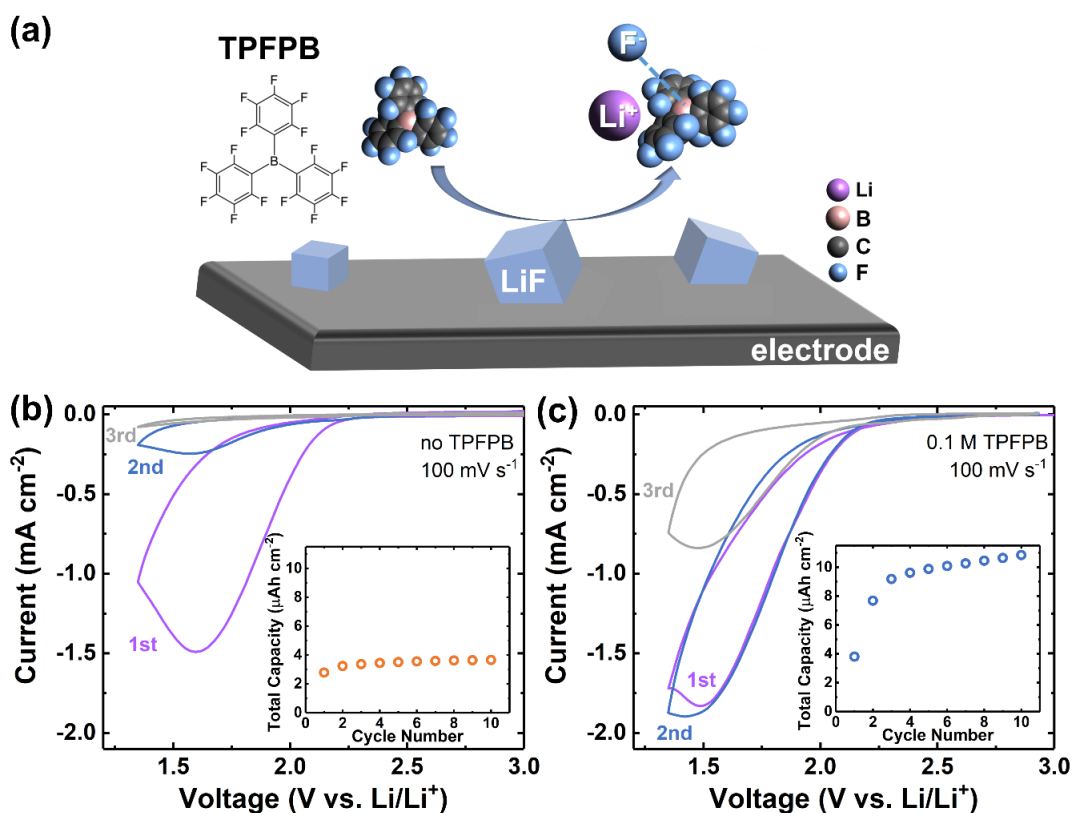 (a)
TPFPB
F
F
F
F
F
B
F
F
F
F
F
F
F
F
F
F
F⁻
Li⁺
Li
B
C
F
LiF
electrode
(b)
0.0
-0.5
-1.0
-1.5
-2.0
Current (mA cm⁻²)
3rd
2nd
1st
no TPFPB
100 mV s⁻¹
Total Capacity (μAh cm⁻²)
10
8
6
4
2
0
0 2 4 6 8 10
Cycle Number
1.5 2.0 2.5 3.0
Voltage (V vs. Li/Li⁺)
(c)
0.0
-0.5
-1.0
-1.5
-2.0
Current (mA cm⁻²)
3rd
1st
2nd
0.1 M TPFPB
100 mV s⁻¹
Total Capacity (μAh cm⁻²)
10
8
6
4
2
0
0 2 4 6 8 10
Cycle Number
1.5 2.0 2.5 3.0
Voltage (V vs. Li/Li⁺)